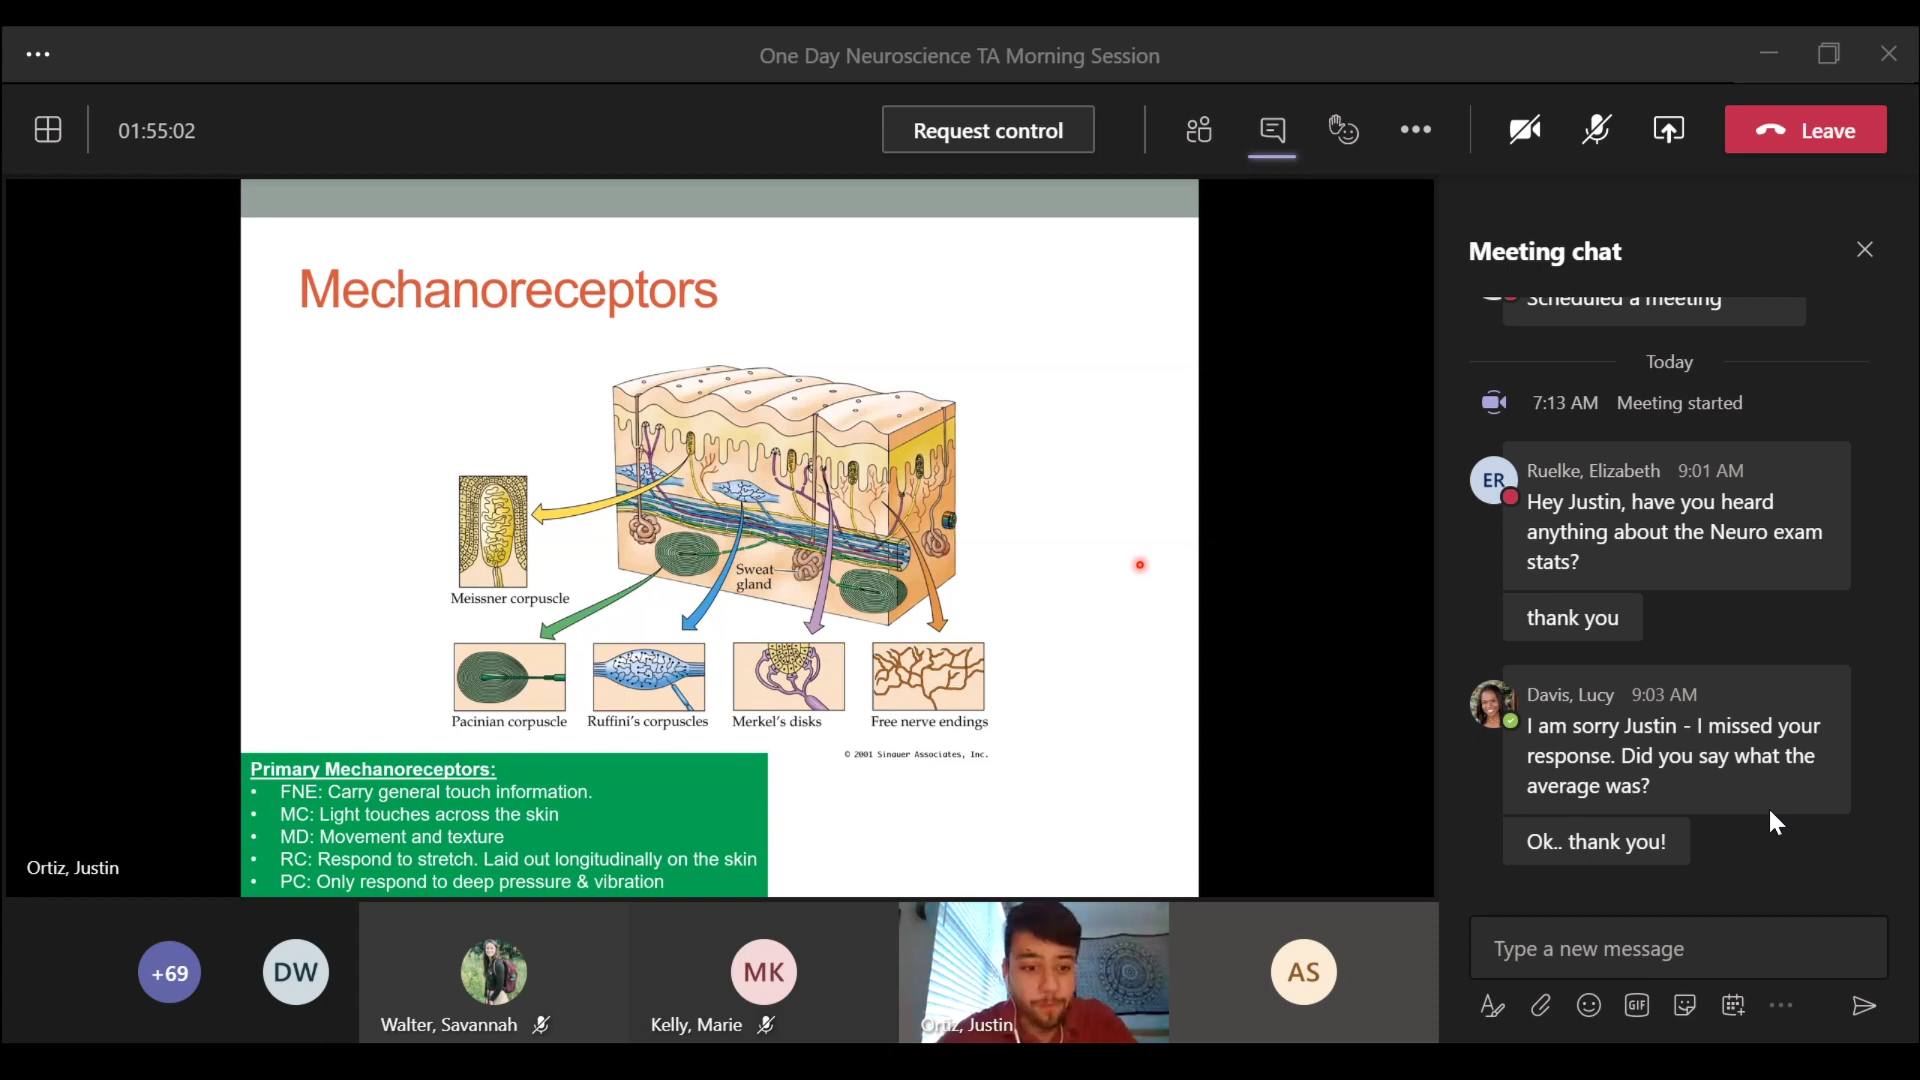 One Day Neuroscience TA Morning Session
01:55:02
Request control
Leave
Mechanoreceptors
Sweat
gland
Meissner corpuscle
Pacinian corpuscle
Ruffini's corpuscles
Merkel's disks
Free nerve endings
© 2001 Sinauer Associates, Inc.
Primary Mechanoreceptors:
• FNE: Carry general touch information.
• MC: Light touches across the skin
• MD: Movement and texture
• RC: Respond to stretch. Laid out longitudinally on the skin
• PC: Only respond to deep pressure & vibration
Ortiz, Justin
+69
DW
Walter, Savannah
MK
Kelly, Marie
Ortiz, Justin
AS
Meeting chat
Scheduled a meeting
Today
7:13 AM Meeting started
ER
Ruelke, Elizabeth 9:01 AM
Hey Justin, have you heard
anything about the Neuro exam
stats?
thank you
Davis, Lucy 9:03 AM
I am sorry Justin - I missed your
response. Did you say what the
average was?
Ok.. thank you!
Type a new message
GIF